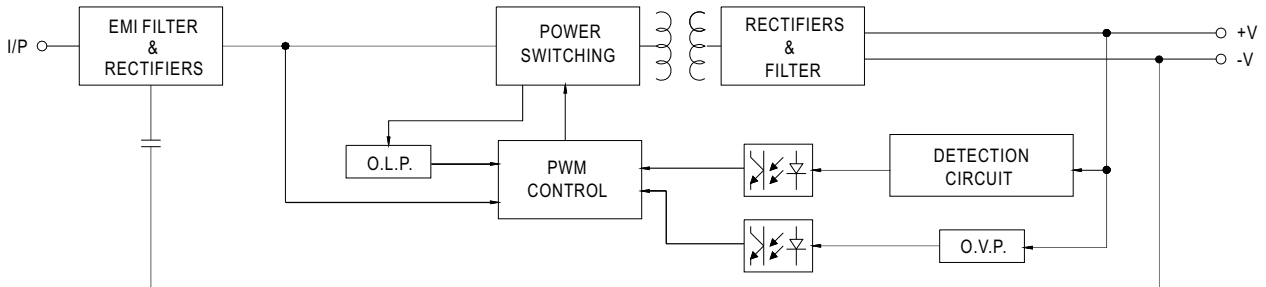 I/P
EMI FILTER
&
RECTIFIERS
POWER
SWITCHING
RECTIFIERS
&
FILTER
+V
-V
O.L.P.
PWM
CONTROL
DETECTION
CIRCUIT
O.V.P.